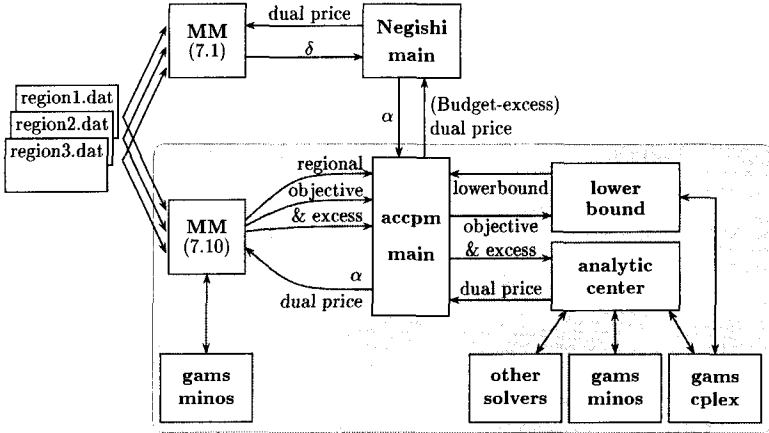 dual price
MM
(7.1)
δ
Negishi
main
region1.dat
region2.dat
region3.dat
α
(Budget-excess)
dual price
regional
objective
& excess
MM
(7.10)
α
dual price
accpm
main
lowerbound
objective
& excess
dual price
lower
bound
analytic
center
gams
minos
other
solvers
gams
minos
gams
cplex